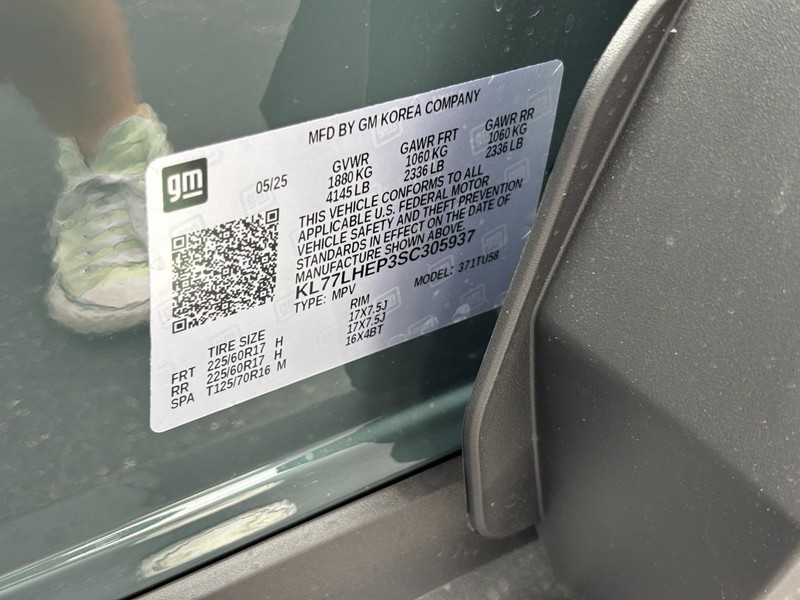 MFD BY GM KOREA COMPANY
gm
05/25
GVWR GAWR FRT GAWR RR
1880 KG 1060 KG 1060 KG
4145 LB 2336 LB 2336 LB
THIS VEHICLE CONFORMS TO ALL
APPLICABLE U.S. FEDERAL MOTOR
VEHICLE SAFETY AND THEFT PREVENTION
STANDARDS IN EFFECT ON THE DATE OF
MANUFACTURE SHOWN ABOVE.
KL77LHEP3SC305937
TYPE: MPV MODEL: 371TU58
TIRE SIZE RIM
FRT 225/60R17 H 17X7.5J
RR 225/60R17 H 17X7.5J
SPA T125/70R16 M 16X4BT